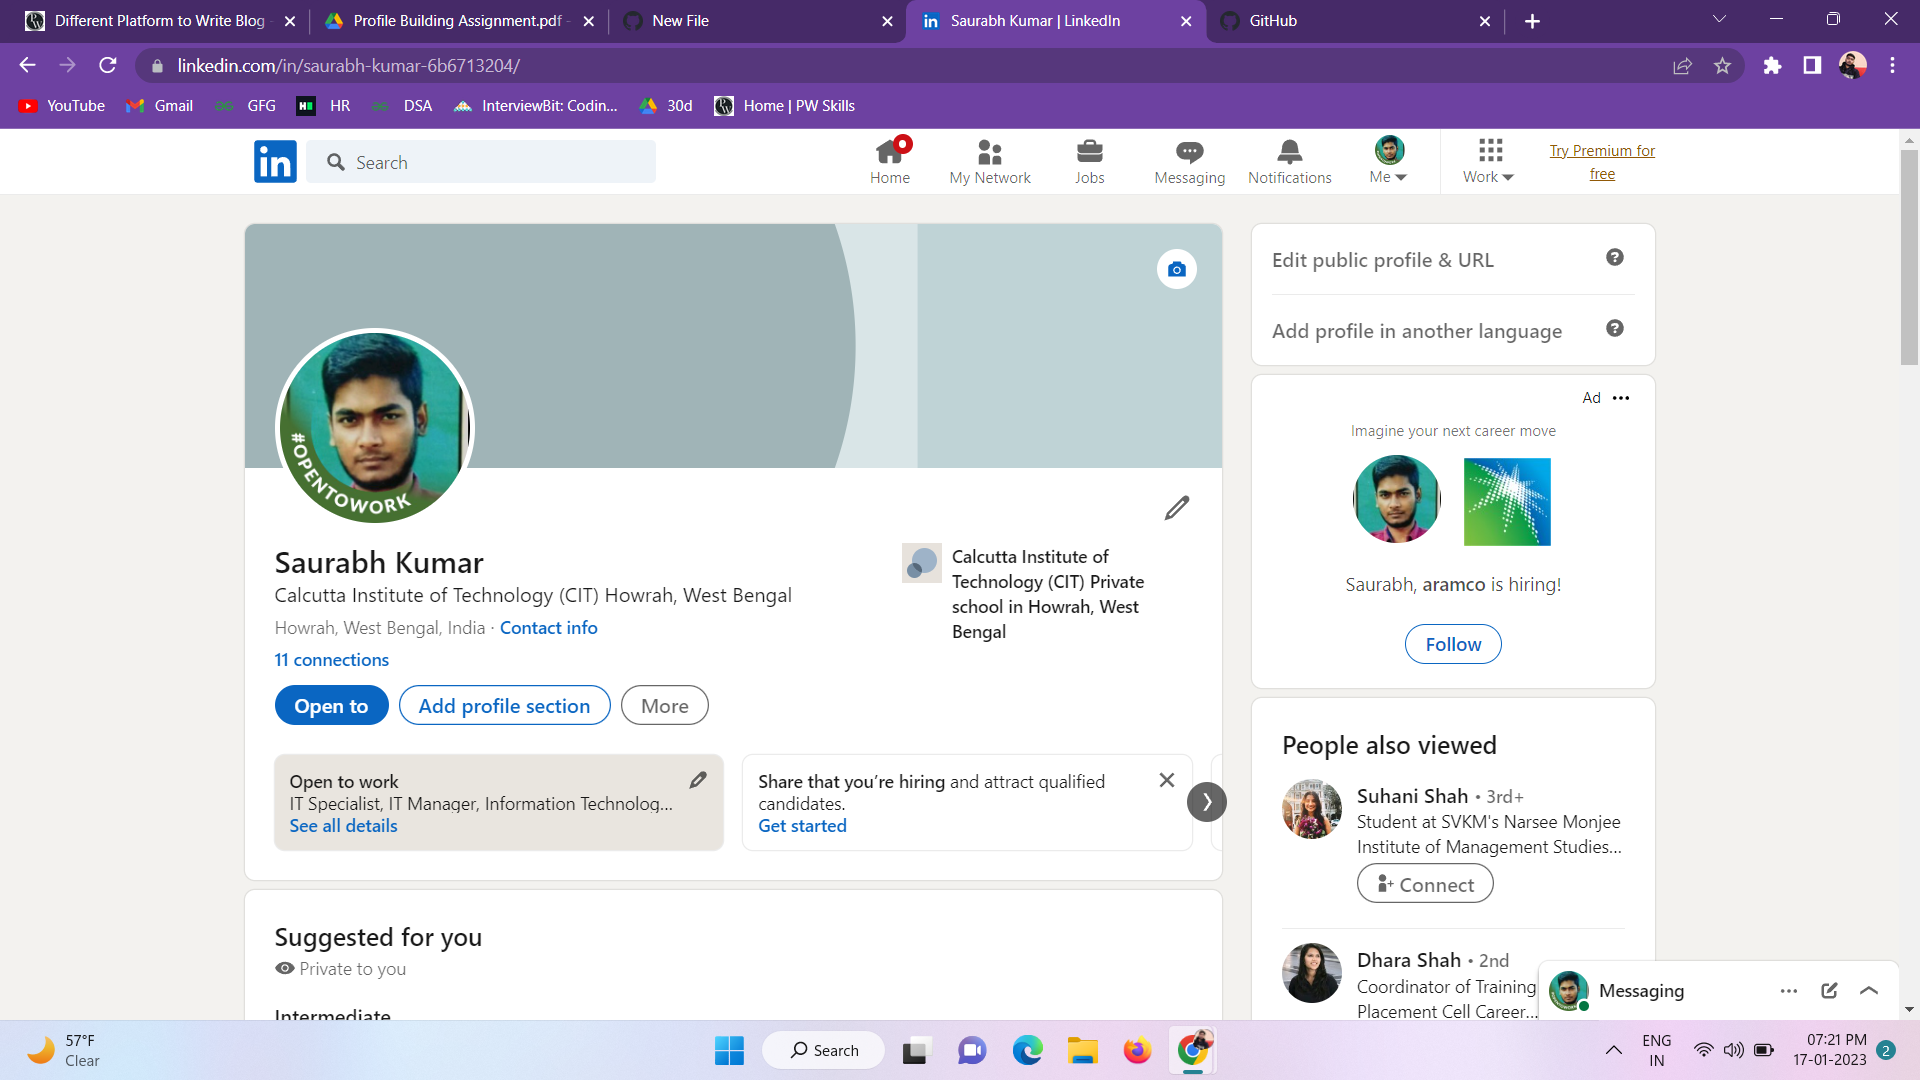 Different Platform to Write Blog
Profile Building Assignment.pdf -
New File
Saurabh Kumar | LinkedIn
GitHub
linkedin.com/in/saurabh-kumar-6b6713204/
YouTube
Gmail
GFG
HR
DSA
InterviewBit: Codin...
30d
Home | PW Skills
in
Search
Home
My Network
Jobs
Messaging
Notifications
Me
Work
Try Premium for
free
#OPENTOWORK
Saurabh Kumar
Calcutta Institute of Technology (CIT) Howrah, West Bengal
Howrah, West Bengal, India · Contact info
11 connections
Calcutta Institute of
Technology (CIT) Private
school in Howrah, West
Bengal
Open to
Add profile section
More
Open to work
IT Specialist, IT Manager, Information Technolog...
See all details
Share that you’re hiring and attract qualified
candidates.
Get started
Suggested for you
Private to you
Intermediate
Edit public profile & URL
Add profile in another language
Ad
Imagine your next career move
Saurabh, aramco is hiring!
Follow
People also viewed
Suhani Shah • 3rd+
Student at SVKM's Narsee Monjee
Institute of Management Studies...
Connect
Dhara Shah • 2nd
Coordinator of Training
Placement Cell Career...
Messaging
57°F
Clear
Search
ENG
IN
07:21 PM
17-01-2023
2